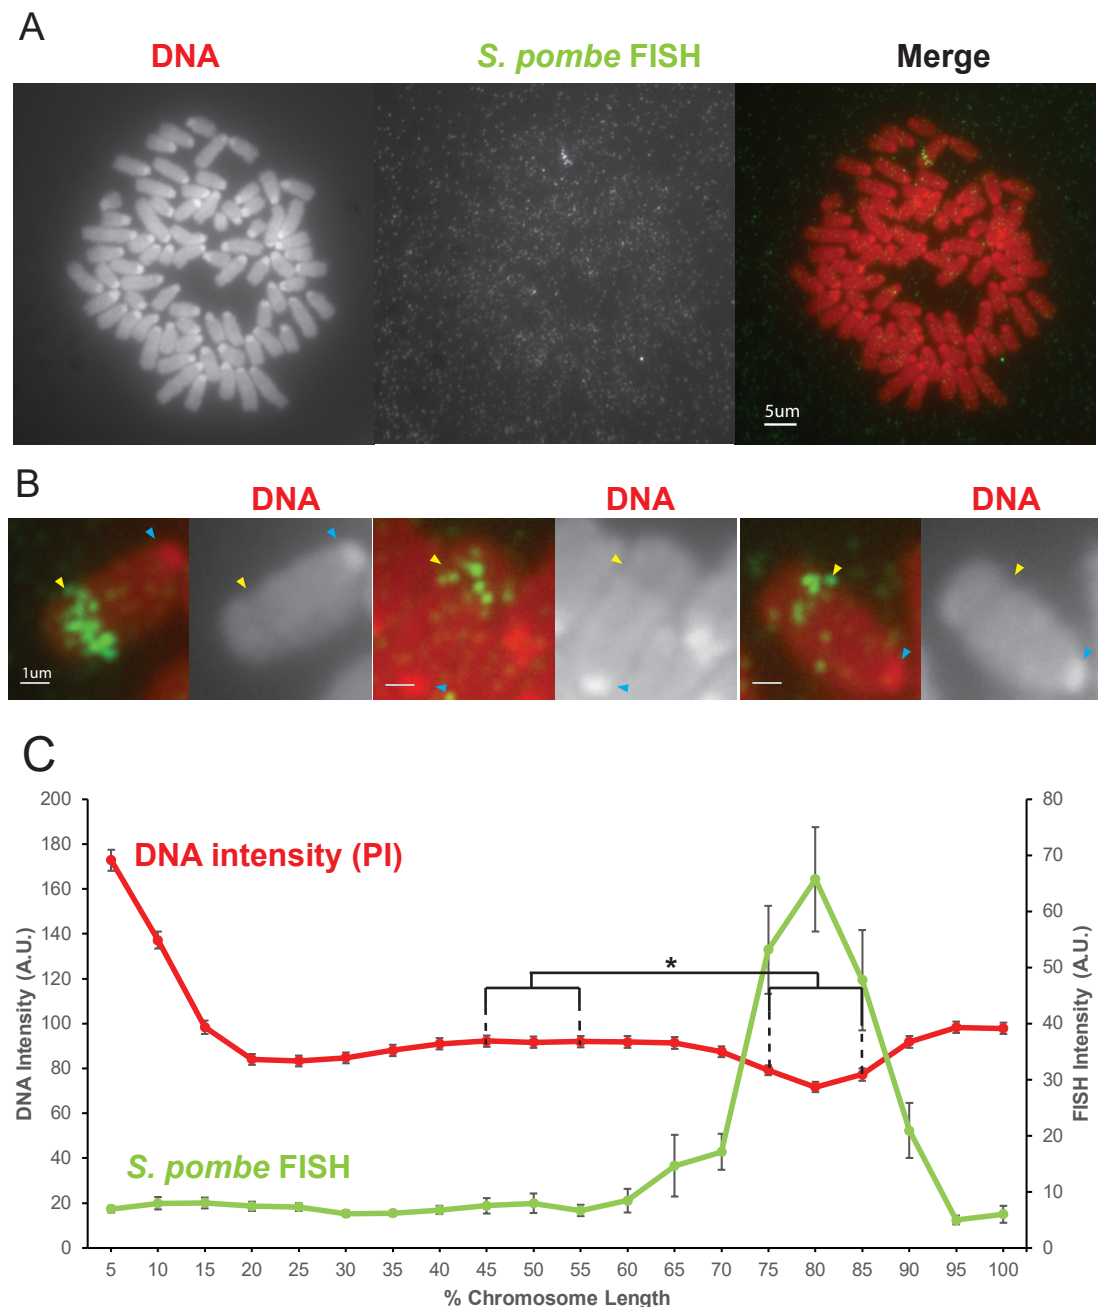 A
DNA
S. pombe FISH
Merge
5um
B
DNA
DNA
DNA
1um
C
200
180
160
140
120
100
80
60
40
20
0
DNA Intensity (A.U.)
DNA intensity (PI)
*
S. pombe FISH
80
70
60
50
40
30
20
10
0
FISH Intensity (A.U.)
5 10 15 20 25 30 35 40 45 50 55 60 65 70 75 80 85 90 95 100
% Chromosome Length